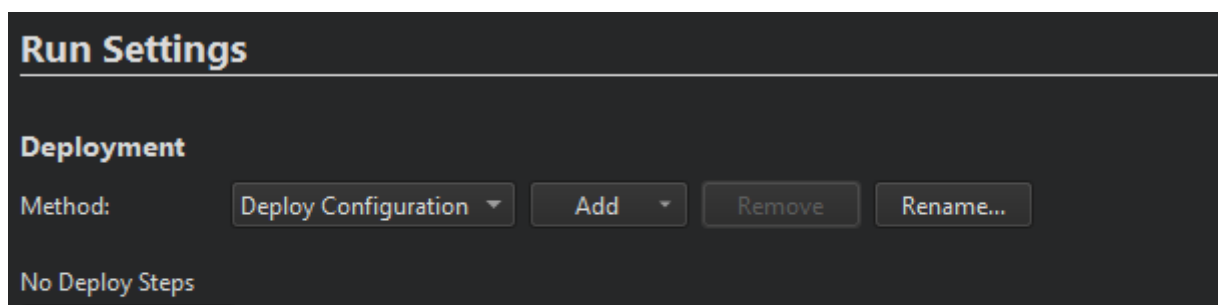 Run Settings
Deployment
Method: Deploy Configuration Add Remove Rename...
No Deploy Steps